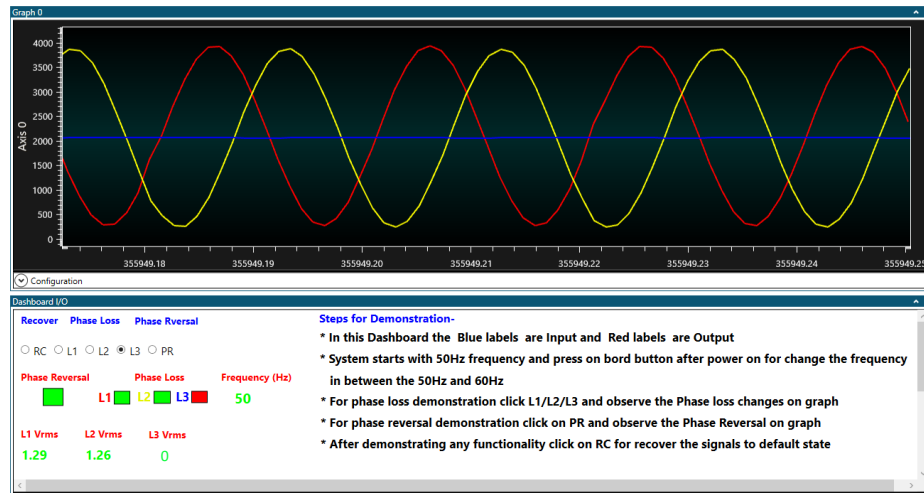 Graph 0
4000
3500
3000
2500
2000
1500
1000
500
0
Axis 0
355949.18 355949.19 355949.20 355949.21 355949.22 355949.23 355949.24 355949.25
Configuration
Dashboard I/O
Recover Phase Loss Phase Rversal
RC L1 L2 L3 PR
Phase Reversal Phase Loss Frequency (Hz)
L1 L2 L3 50
L1 Vrms L2 Vrms L3 Vrms
1.29 1.26 0
Steps for Demonstration-
* In this Dashboard the Blue labels are Input and Red labels are Output
* System starts with 50Hz frequency and press on bord button after power on for change the frequency
in between the 50Hz and 60Hz
* For phase loss demonstration click L1/L2/L3 and observe the Phase loss changes on graph
* For phase reversal demonstration click on PR and observe the Phase Reversal on graph
* After demonstrating any functionality click on RC for recover the signals to default state